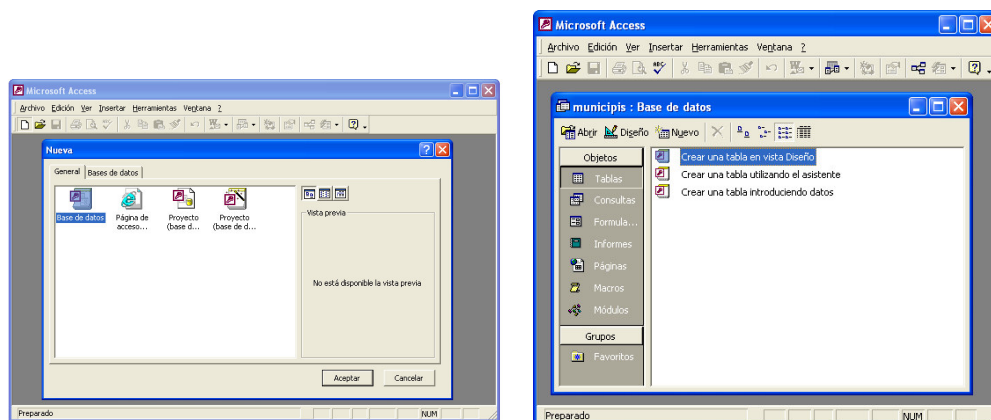 Microsoft Access
Archivo Edición Ver Insertar Herramientas Ventana ?
Nueva
General Bases de datos
Base de datos
Página de acceso...
Proyecto (base d...
Proyecto (base de d...
Vista previa
No está disponible la vista previa
Aceptar Cancelar
Preparado NUM
Microsoft Access
Archivo Edición Ver Insertar Herramientas Ventana ?
municipis : Base de datos
Abrir Diseño Nuevo
Objetos
Tablas
Consultas
Formula...
Informes
Páginas
Macros
Módulos
Grupos
Favoritos
Crear una tabla en vista Diseño
Crear una tabla utilizando el asistente
Crear una tabla introduciendo datos
Preparado NUM